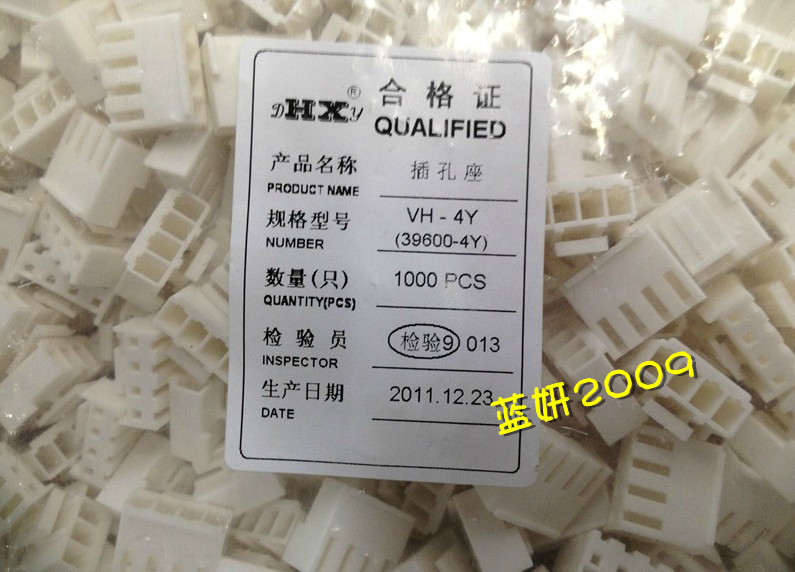 DHXY® 合格证
QUALIFIED
产品名称 插孔座
PRODUCT NAME
规格型号 VH - 4Y
NUMBER (39600-4Y)
数量(只) 1000 PCS
QUANTITY(PCS)
检验员 检验9 013
INSPECTOR
生产日期 2011.12.23
DATE
蓝妍2009